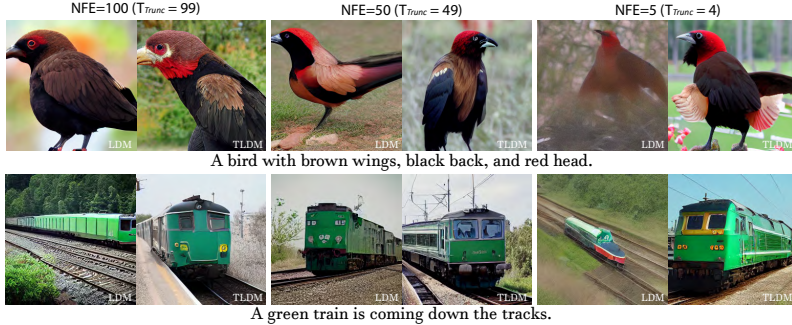 NFE=100 (T_Trunc = 99) NFE=50 (T_Trunc = 49) NFE=5 (T_Trunc = 4)
LDM TLDM LDM TLDM LDM TLDM
A bird with brown wings, black back, and red head.
LDM TLDM LDM TLDM LDM TLDM
A green train is coming down the tracks.